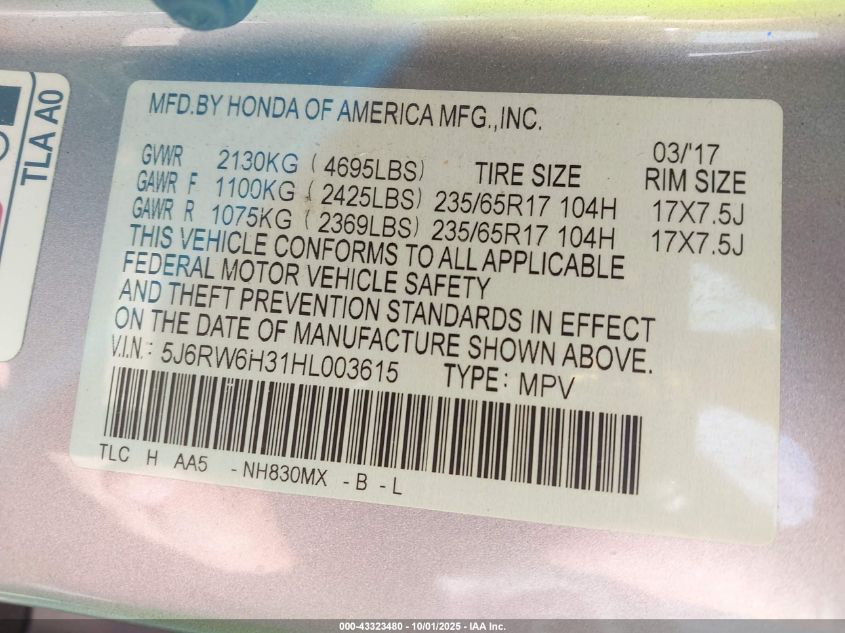 TLA A0
MFD.BY HONDA OF AMERICA MFG.,INC.
03/'17
GVWR 2130KG (4695LBS) TIRE SIZE RIM SIZE
GAWR F 1100KG (2425LBS) 235/65R17 104H 17X7.5J
GAWR R 1075KG (2369LBS) 235/65R17 104H 17X7.5J
THIS VEHICLE CONFORMS TO ALL APPLICABLE
FEDERAL MOTOR VEHICLE SAFETY
AND THEFT PREVENTION STANDARDS IN EFFECT
ON THE DATE OF MANUFACTURE SHOWN ABOVE.
V.I.N.: 5J6RW6H31HL003615 TYPE: MPV
TLC H AA5 -NH830MX -B -L
000-43323480 - 10/01/2025 - IAA Inc.